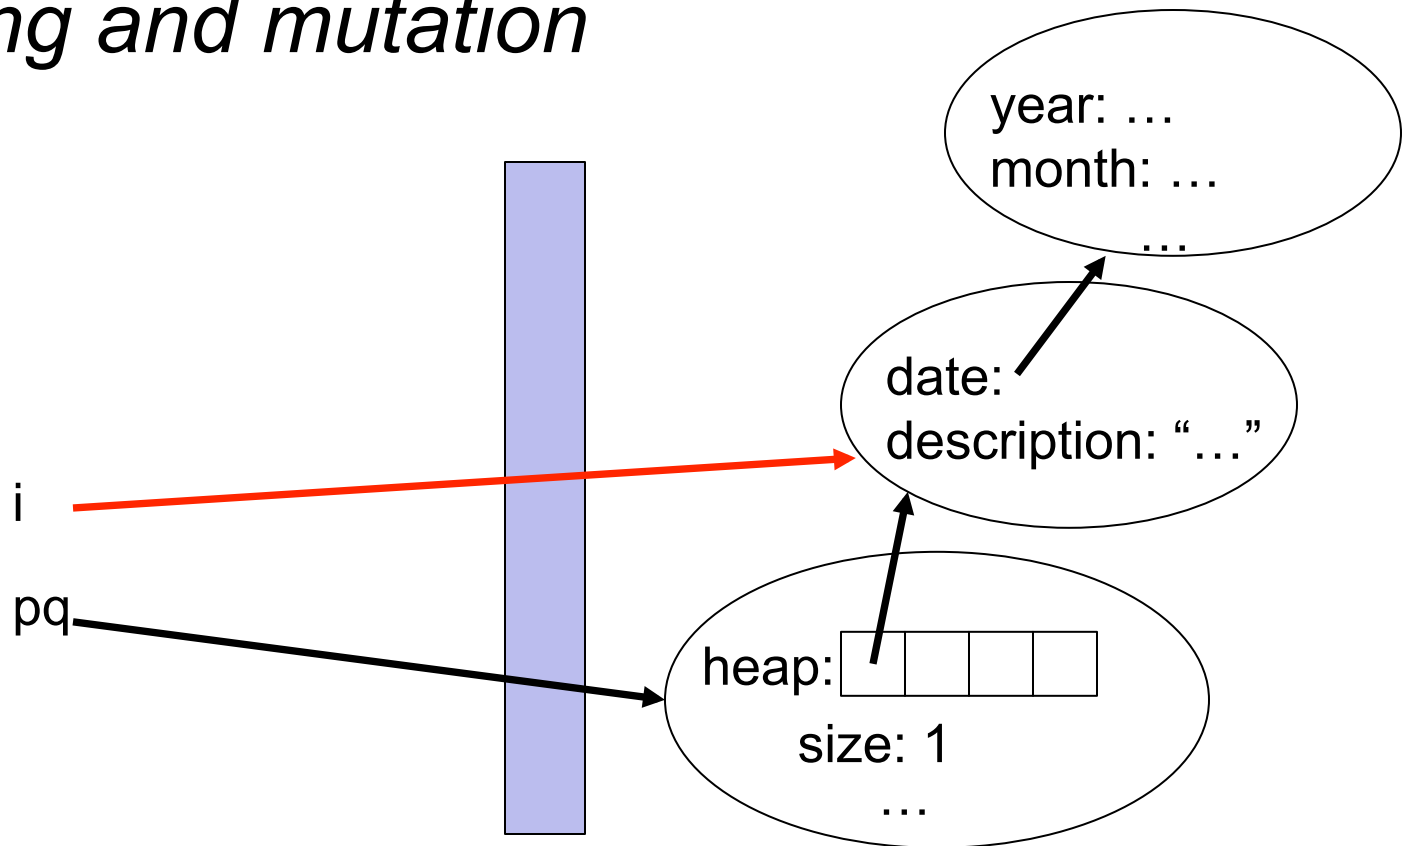 ng and mutation
year: …
month: …
…
date:
description: “…”
i
pq
heap:
size: 1
…